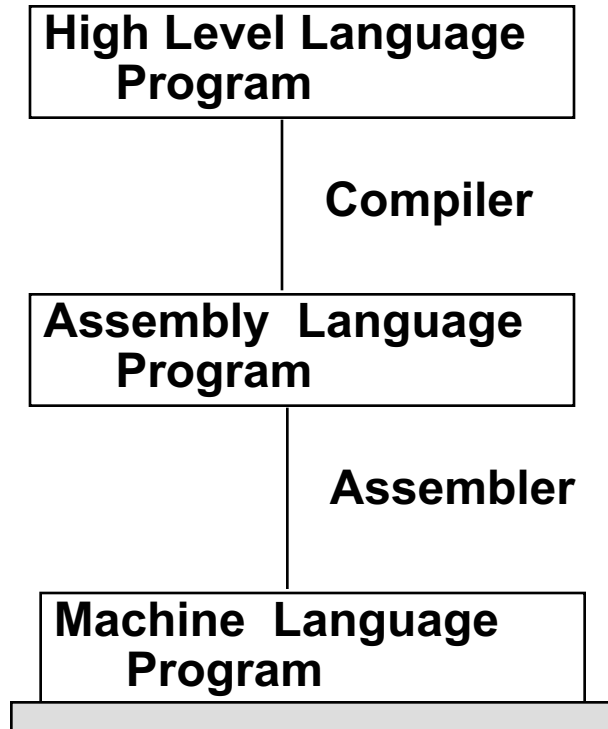 High Level Language
Program
Compiler
Assembly Language
Program
Assembler
Machine Language
Program